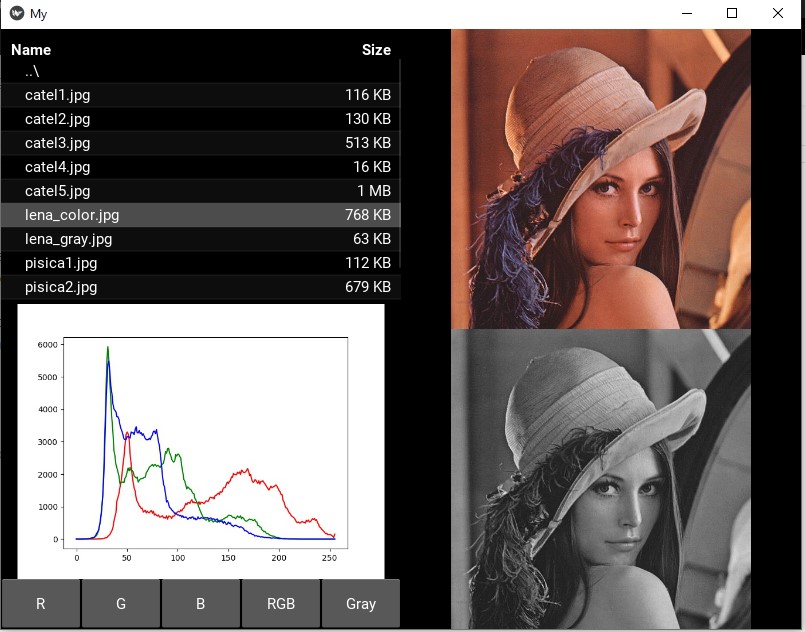 My
Name Size
..\
catel1.jpg 116 KB
catel2.jpg 130 KB
catel3.jpg 513 KB
catel4.jpg 16 KB
catel5.jpg 1 MB
lena_color.jpg 768 KB
lena_gray.jpg 63 KB
pisica1.jpg 112 KB
pisica2.jpg 679 KB
6000
5000
4000
3000
2000
1000
0
0 50 100 150 200 250
R G B RGB Gray